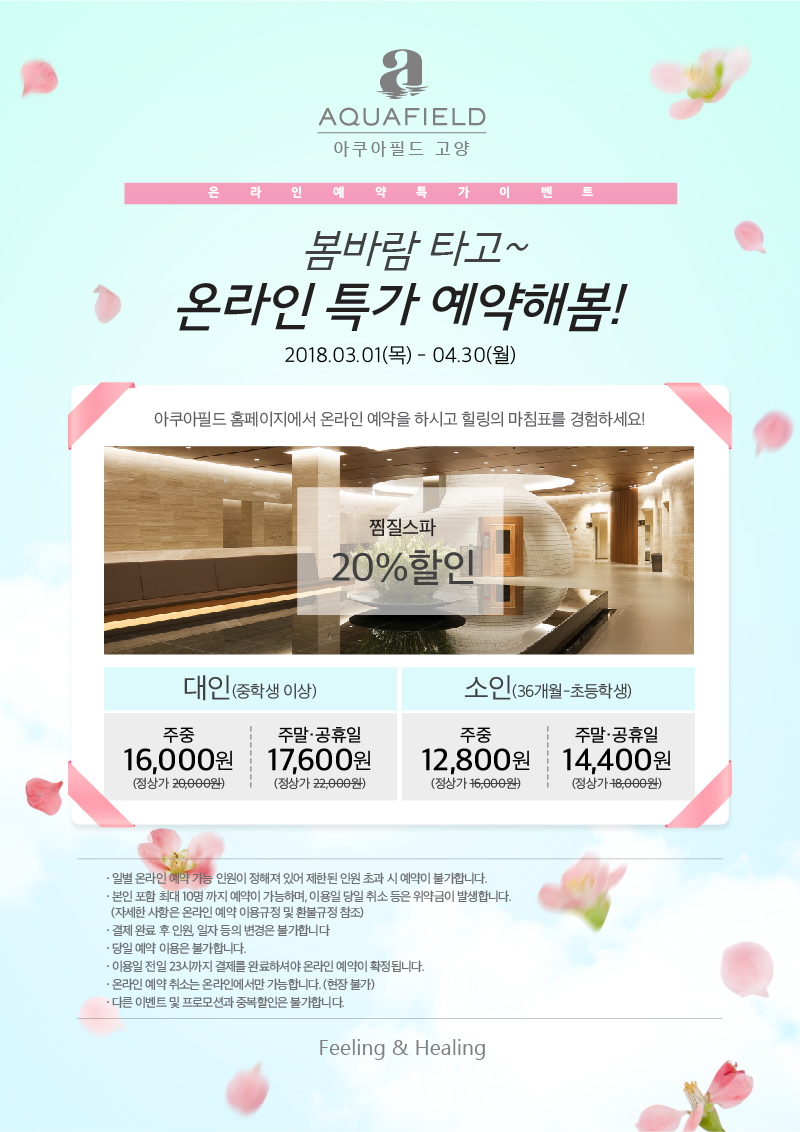 a
AQUAFIELD
아쿠아필드 고양
온라인예약특가이벤트
봄바람 타고~
온라인 특가 예약해봄!
2018.03.01(목) - 04.30(월)
아쿠아필드 홈페이지에서 온라인 예약을 하시고 힐링의 마침표를 경험하세요!
찜질스파
20%할인
대인(중학생 이상)
소인(36개월-초등학생)
주중
16,000원
(정상가 20,000원)
주말·공휴일
17,600원
(정상가 22,000원)
주중
12,800원
(정상가 16,000원)
주말·공휴일
14,400원
(정상가 18,000원)
· 일별 온라인 예약 가능 인원이 정해져 있어 제한된 인원 초과 시 예약이 불가합니다.
· 본인 포함 최대 10명 까지 예약이 가능하며, 이용일 당일 취소 등은 위약금이 발생합니다.
(자세한 사항은 온라인 예약 이용규정 및 환불규정 참조)
· 결제 완료 후 인원, 일자 등의 변경은 불가합니다
· 당일 예약 이용은 불가합니다.
· 이용일 전일 23시까지 결제를 완료하셔야 온라인 예약이 확정됩니다.
· 온라인 예약 취소는 온라인에서만 가능합니다. (현장 불가)
· 다른 이벤트 및 프로모션과 중복할인은 불가합니다.
Feeling & Healing